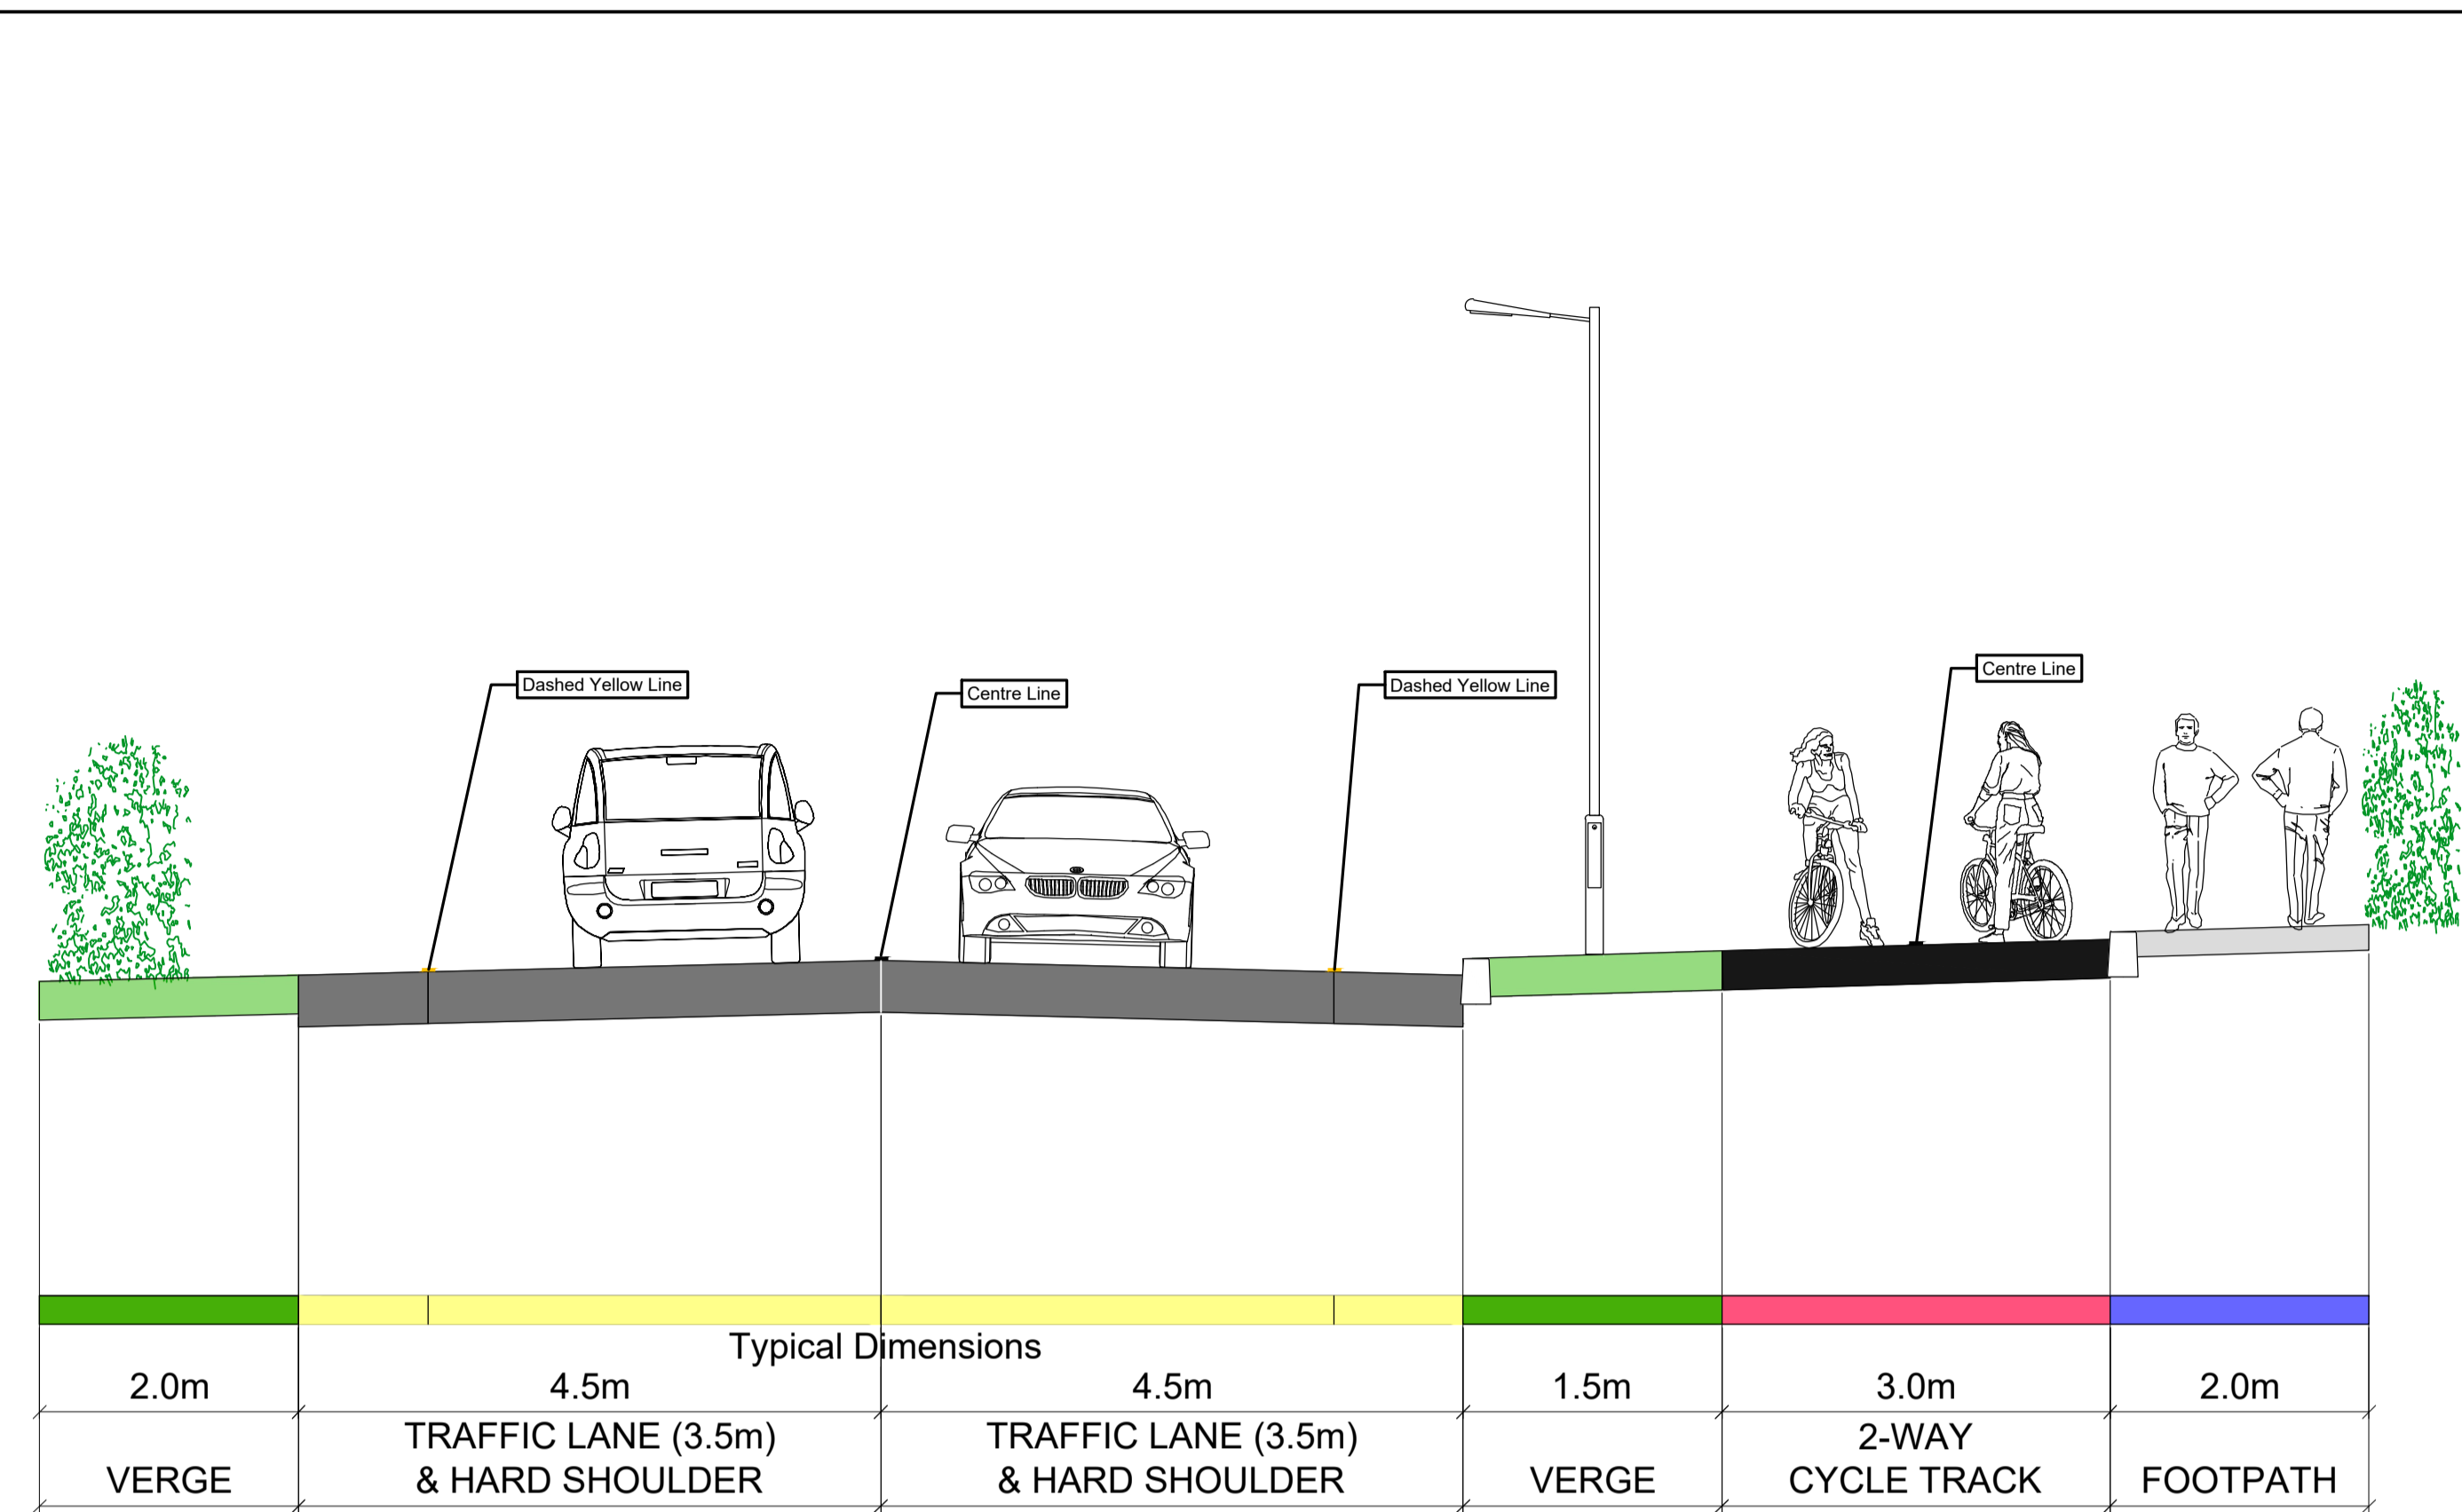 Centre Line
Dashed Yellow Line
Centre Line
Dashed Yellow Line
Typical Dimensions
2.0m
4.5m
4.5m
1.5m
3.0m
2.0m
VERGE
TRAFFIC LANE (3.5m)
& HARD SHOULDER
TRAFFIC LANE (3.5m)
& HARD SHOULDER
VERGE
2-WAY
CYCLE TRACK
FOOTPATH